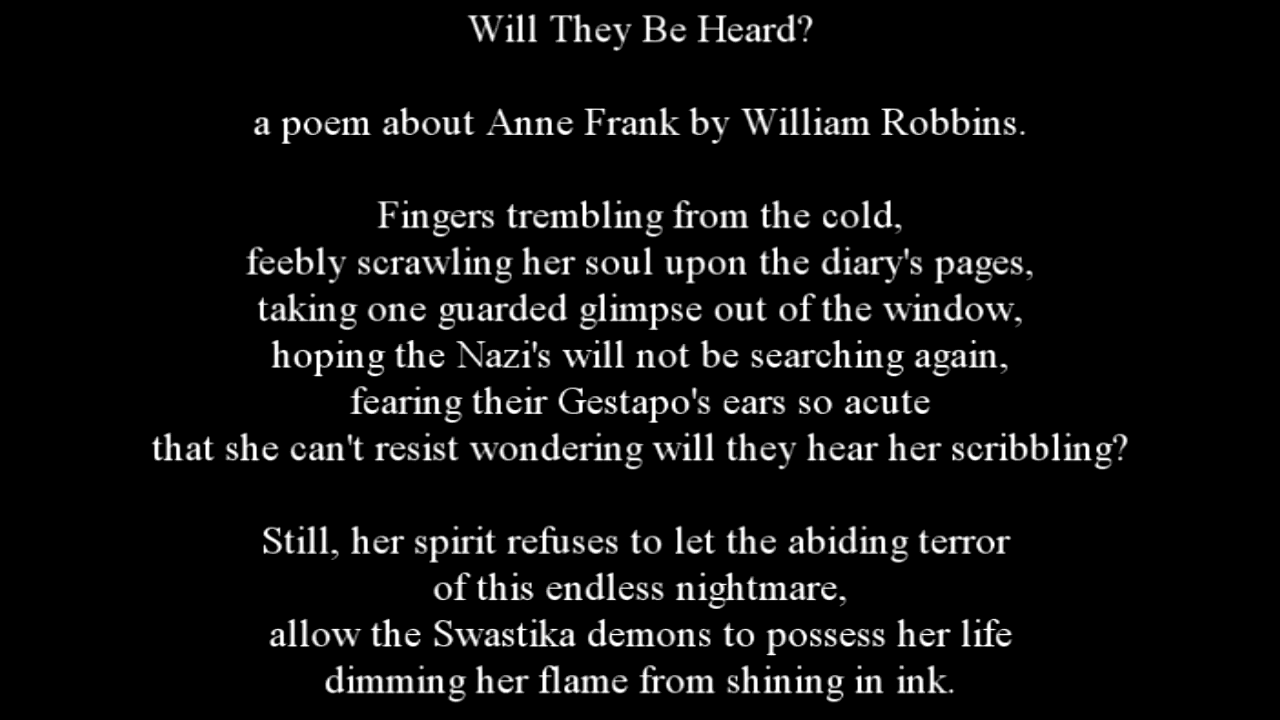 Will They Be Heard?
a poem about Anne Frank by William Robbins.
Fingers trembling from the cold,
feebly scrawling her soul upon the diary's pages,
taking one guarded glimpse out of the window,
hoping the Nazi's will not be searching again,
fearing their Gestapo's ears so acute
that she can't resist wondering will they hear her scribbling?
Still, her spirit refuses to let the abiding terror
of this endless nightmare,
allow the Swastika demons to possess her life
dimming her flame from shining in ink.